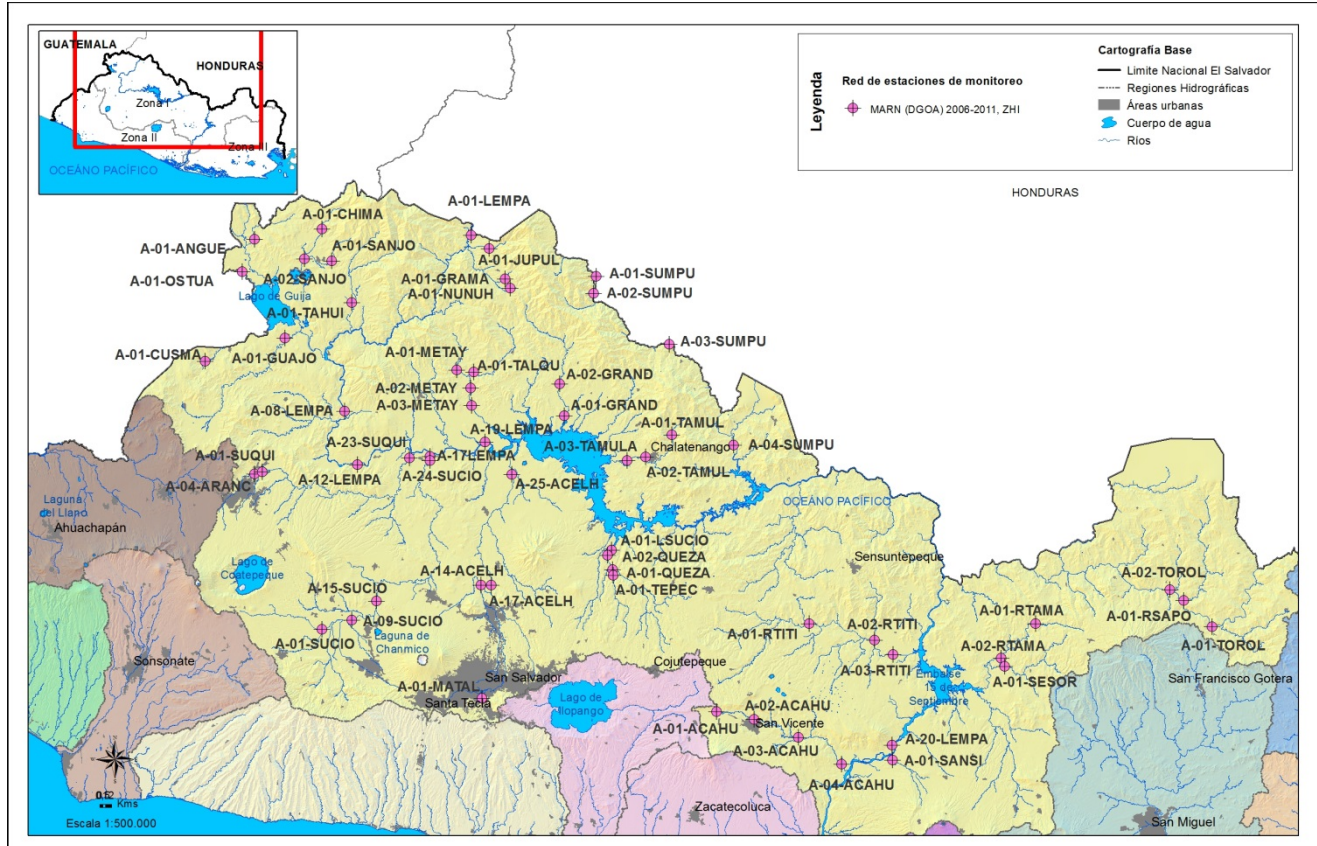 GUATEMALA
HONDURAS
Zona I
Zona II
Zona III
OCEÁNO PACÍFICO
Leyenda
Red de estaciones de monitoreo
MARN (DGOA) 2006-2011, ZHI
Cartografía Base
Limite Nacional El Salvador
Regiones Hidrográficas
Áreas urbanas
Cuerpo de agua
Ríos
HONDURAS
A-01-LEMPA
A-01-CHIMA
A-01-ANGUE
A-01-SANJO
A-01-JUPUL
A-01-OSTUA
A-02-SANJO
A-01-GRAMA
A-01-SUMPU
A-01-NUNUH
A-02-SUMPU
Lago de Guija
A-01-TAHUI
A-03-SUMPU
A-01-CUSMA
A-01-GUAJO
A-01-METAY
A-01-TALQU
A-02-GRAND
A-02-METAY
A-03-METAY
A-08-LEMPA
A-01-GRAND
A-01-TAMUL
A-19-LEMPA
A-23-SUQUI
A-03-TAMULA
Chalatenango
A-04-SUMPU
A-17LEMPA
A-01-SUQUI
A-12-LEMPA
A-24-SUCIO
A-02-TAMUL
A-04-ARANC
A-25-ACELH
Laguna
del Llano
Ahuachapán
OCEÁNO PACÍFICO
A-01-LSUCIO
A-02-QUEZA
A-01-QUEZA
A-01-TEPEC
Sensuntepeque
Lago de
Coatepeque
A-14-ACELH
A-17-ACELH
A-15-SUCIO
A-09-SUCIO
A-01-SUCIO
Laguna de
Chanmico
A-02-TOROL
A-01-RSAPO
A-01-TOROL
A-01-RTAMA
A-02-RTAMA
A-01-SESOR
A-01-RTITI
A-02-RTITI
A-03-RTITI
Sonsonate
Cojutepeque
San Salvador
A-01-MATAL
Santa Tecla
Lago de
Ilopango
Embalse
15 de
Septiembre
San Francisco Gotera
A-02-ACAHU
San Vicente
A-01-ACAHU
A-03-ACAHU
A-20-LEMPA
A-01-SANSI
A-04-ACAHU
Zacatecoluca
San Miguel
Kms
Escala 1:500.000